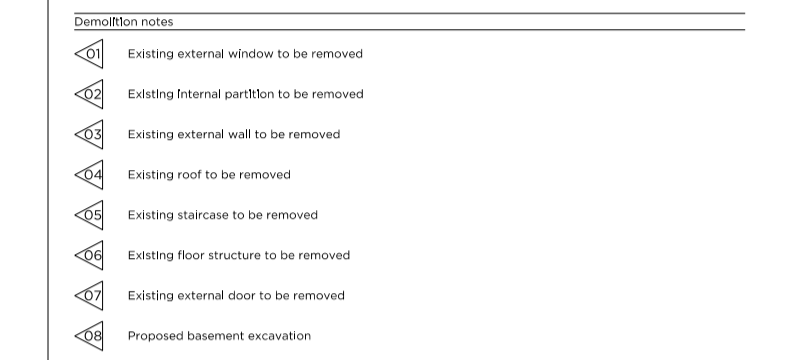 Demolition notes
01 Existing external window to be removed
02 Existing internal partition to be removed
03 Existing external wall to be removed
04 Existing roof to be removed
05 Existing staircase to be removed
06 Existing floor structure to be removed
07 Existing external door to be removed
08 Proposed basement excavation